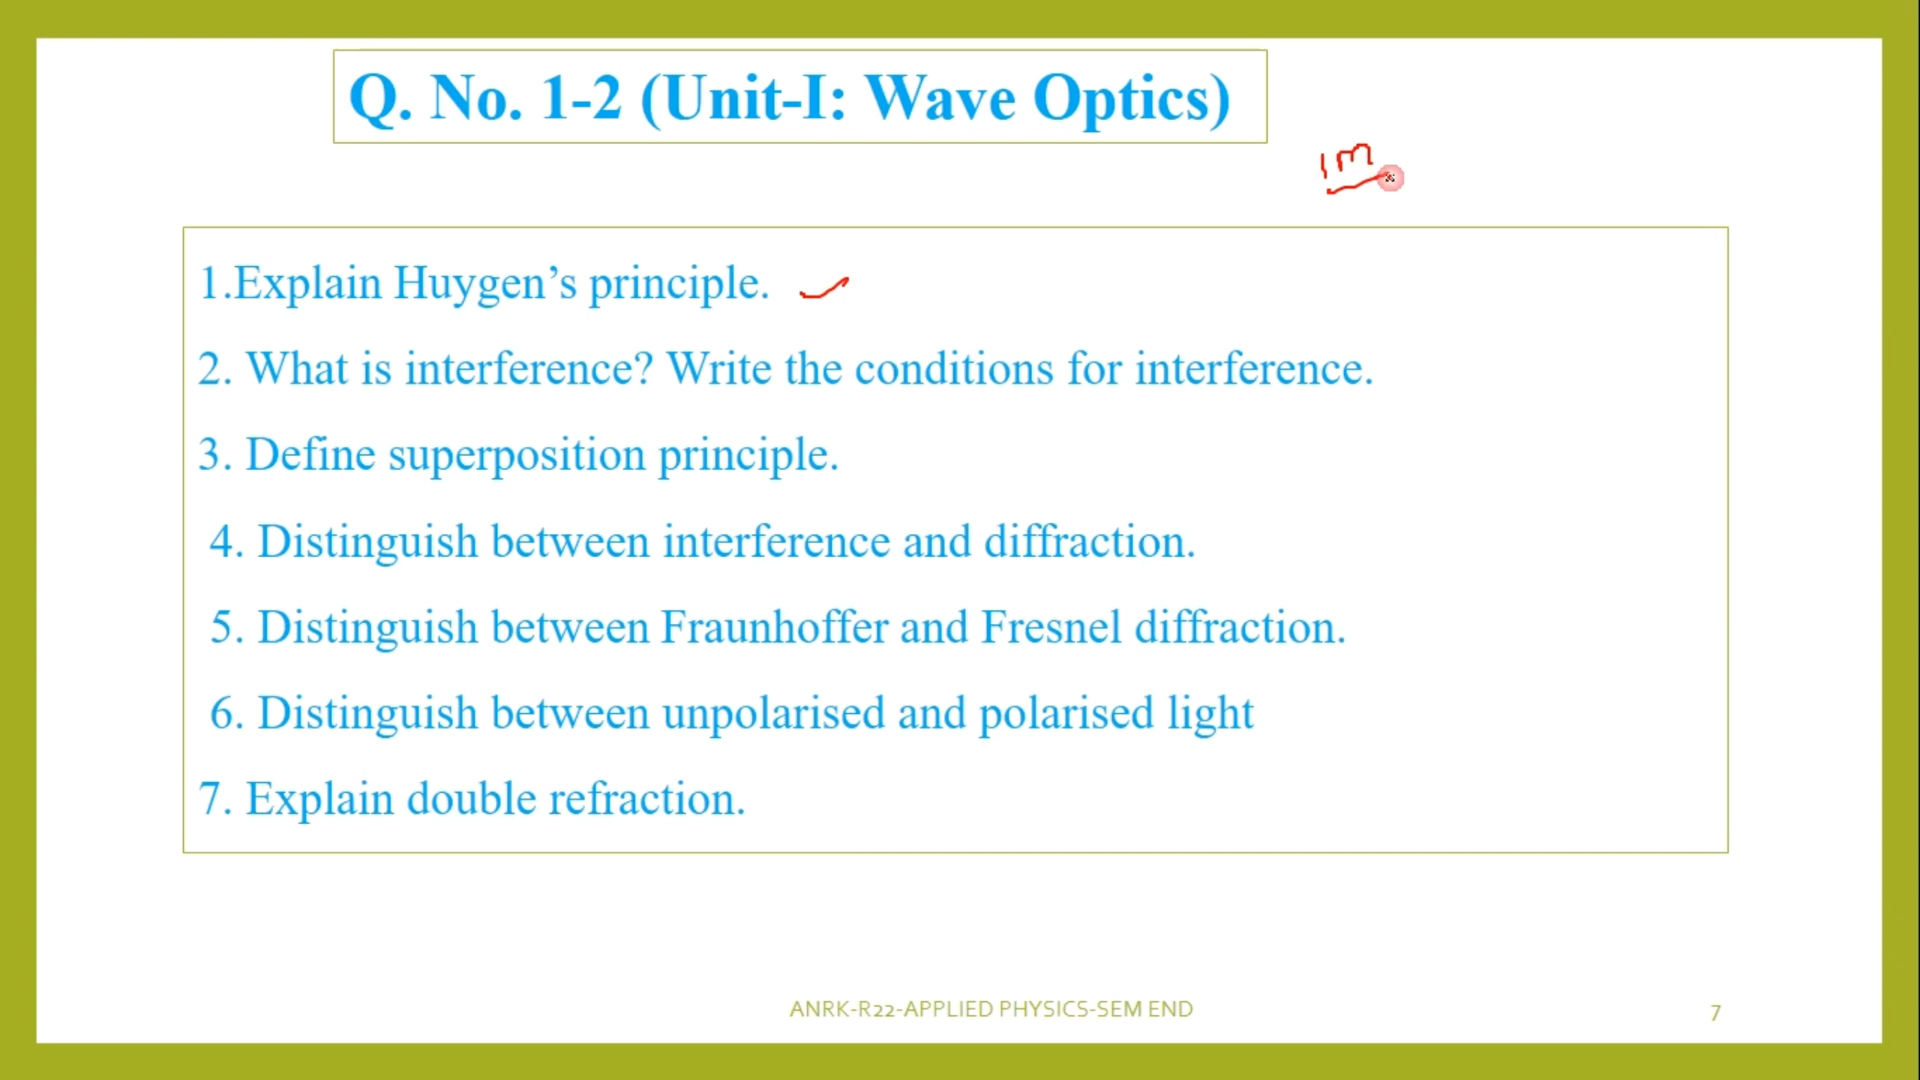 Q. No. 1-2 (Unit-I: Wave Optics)
1m
1.Explain Huygen’s principle.
2. What is interference? Write the conditions for interference.
3. Define superposition principle.
4. Distinguish between interference and diffraction.
5. Distinguish between Fraunhoffer and Fresnel diffraction.
6. Distinguish between unpolarised and polarised light
7. Explain double refraction.
ANRK-R22-APPLIED PHYSICS-SEM END
7